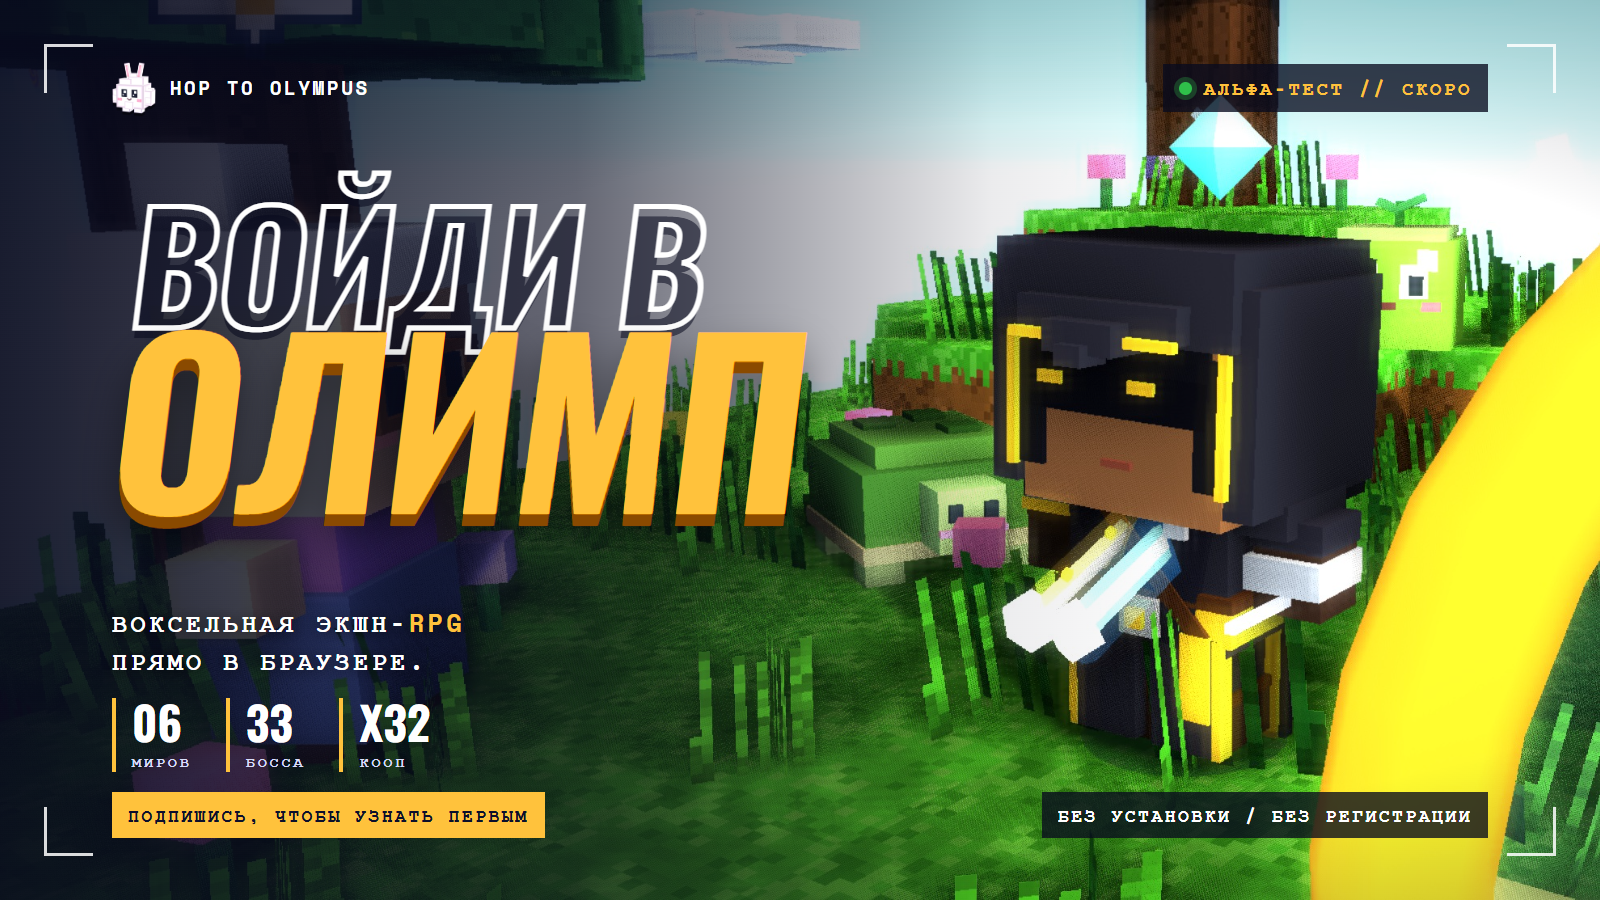 HOP TO OLYMPUS
АЛЬФА-ТЕСТ // СКОРО
ВОЙДИ В
ОЛИМП
ВОКСЕЛЬНАЯ ЭКШН-RPG
ПРЯМО В БРАУЗЕРЕ.
06 33 X32
МИРОВ БОССА КООП
ПОДПИШИСЬ, ЧТОБЫ УЗНАТЬ ПЕРВЫМ
БЕЗ УСТАНОВКИ / БЕЗ РЕГИСТРАЦИИ